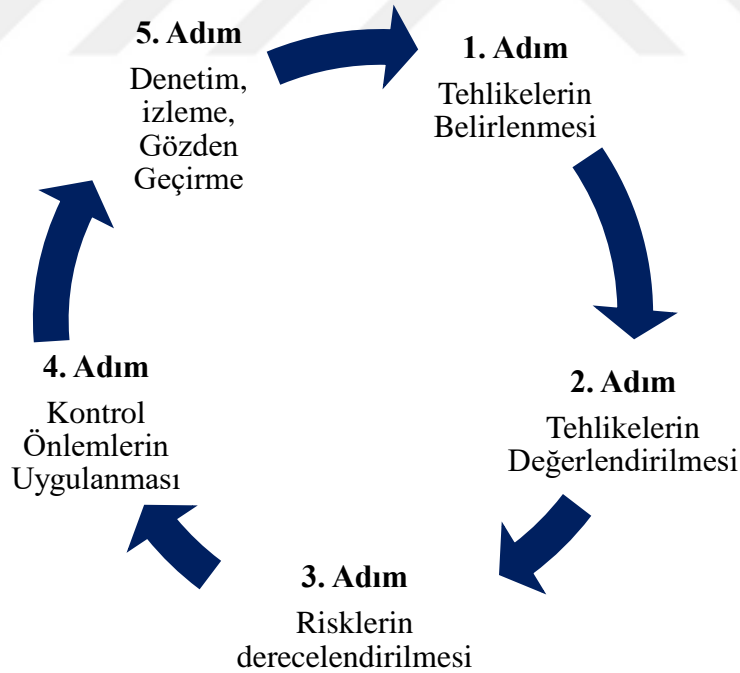 1. Adım
Tehlikelerin
Belirlenmesi
2. Adım
Tehlikelerin
Değerlendirilmesi
3. Adım
Risklerin
derecelendirilmesi
4. Adım
Kontrol
Önlemlerin
Uygulanması
5. Adım
Denetim,
izleme,
Gözden
Geçirme